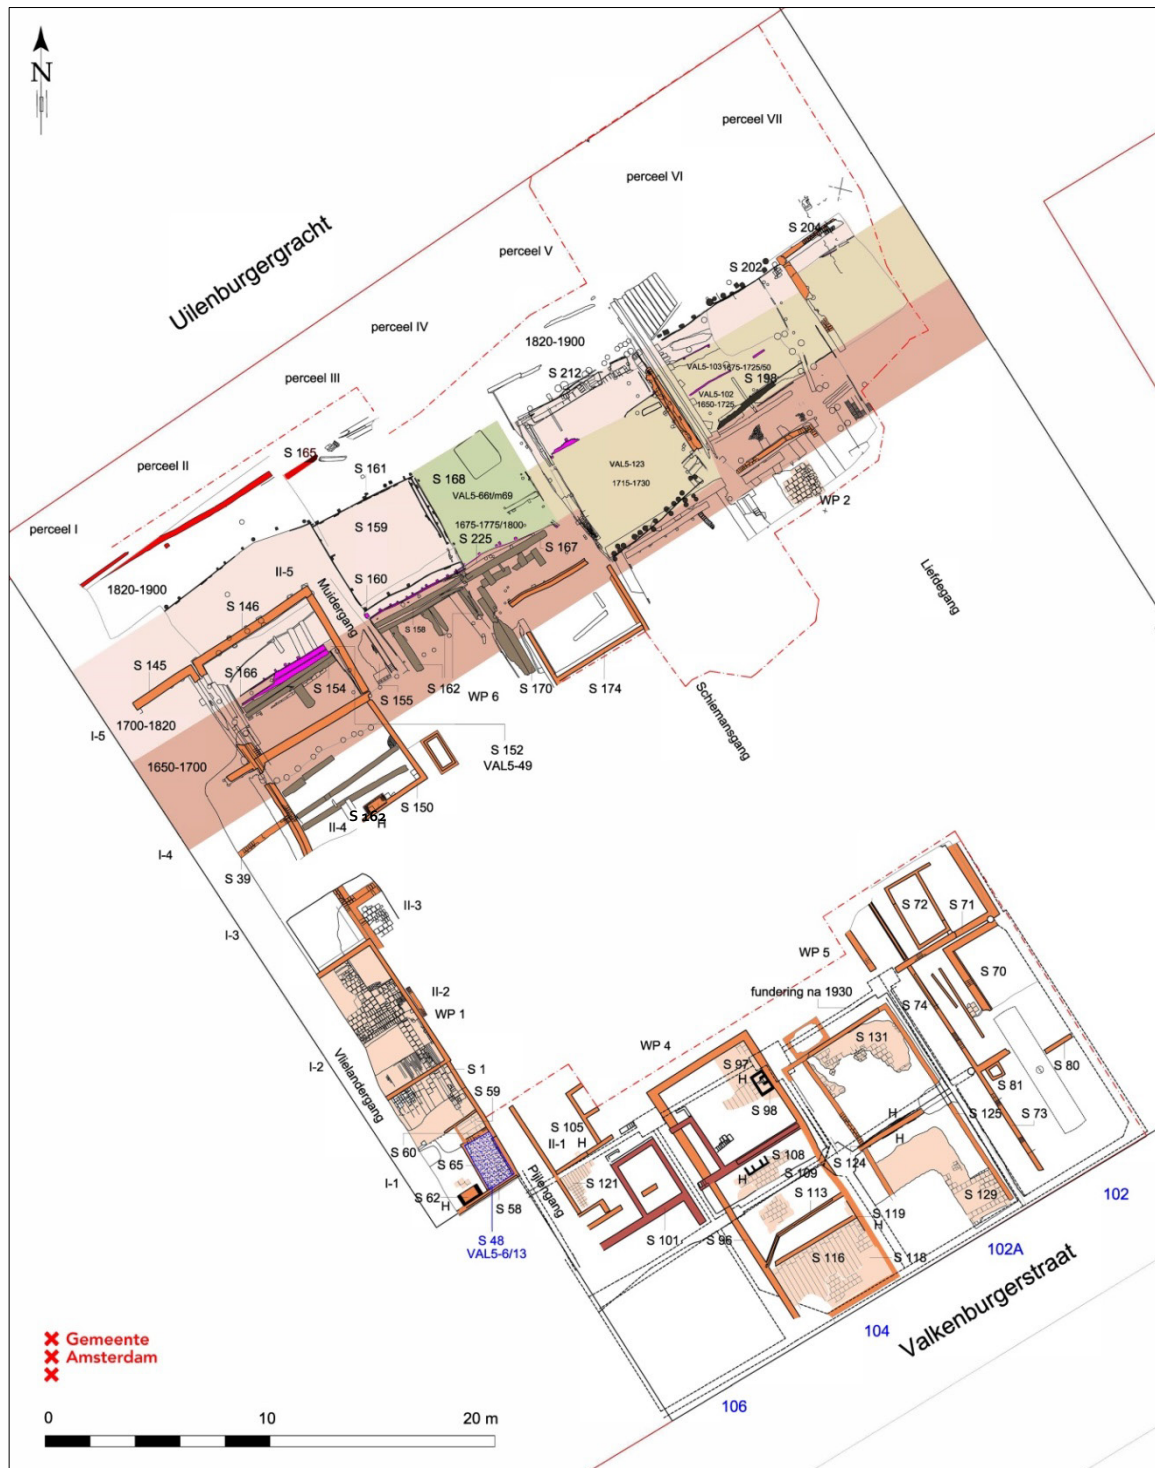 N
perceel VII
perceel VI
perceel V
perceel IV
perceel III
perceel II
perceel I
Uilenburgergracht
S 204
S 202
1820-1900
S 212
VAL5-103
1675-1725/50
S 198
VAL5-102
1650-1725
VAL5-123
1715-1730
WP 2
S 165
S 161
S 168
VAL5-66t/m69
S 159
1675-1775/1800
S 225
S 167
1820-1900
II-5
Muidergang
S 160
S 146
S 158
S 145
S 166
S 154
S 155
S 162
WP 6
S 170
S 174
Liefdegang
Schiemansgang
1700-1820
I-5
1650-1700
S 152
VAL5-49
S 150
S 162
H
II-4
I-4
S 39
II-3
I-3
II-2
WP 1
I-2
Vlielandergang
S 1
S 59
S 60
S 65
I-1
S 62
H
S 58
S 48
VAL5-6/13
Pijlengang
S 105
II-1
H
S 121
S 101
WP 4
S 97
H
S 98
S 108
S 109
H
S 113
S 96
S 116
S 118
S 119
H
S 124
WP 5
fundering na 1930
S 72
S 71
S 70
S 74
S 131
H
H
S 125
S 73
S 81
S 80
S 129
102
102A
104
106
Valkenburgerstraat
Gemeente
Amsterdam
0
10
20 m